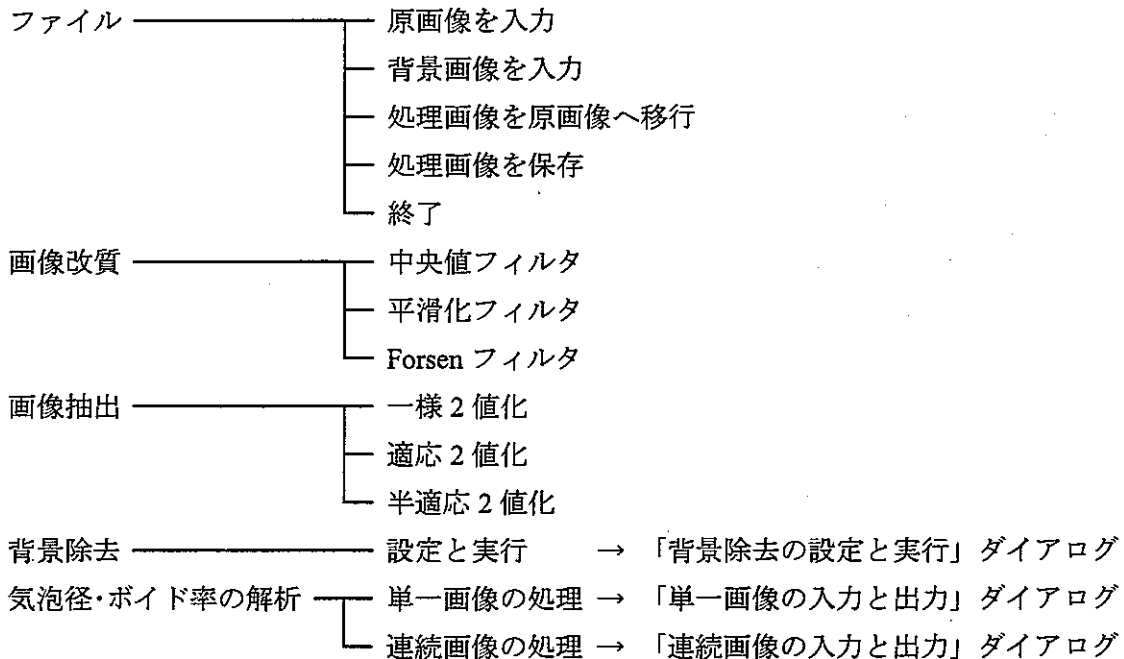 ファイル 原画像を入力
背景画像を入力
処理画像を原画像へ移行
処理画像を保存
終了
画像改質 中央値フィルタ
平滑化フィルタ
Forsen フィルタ
画像抽出 一様2値化
適応2値化
半適応2値化
背景除去 設定と実行 → 「背景除去の設定と実行」ダイアログ
気泡径・ボイド率の解析 単一画像の処理 → 「単一画像の入力と出力」ダイアログ
連続画像の処理 → 「連続画像の入力と出力」ダイアログ